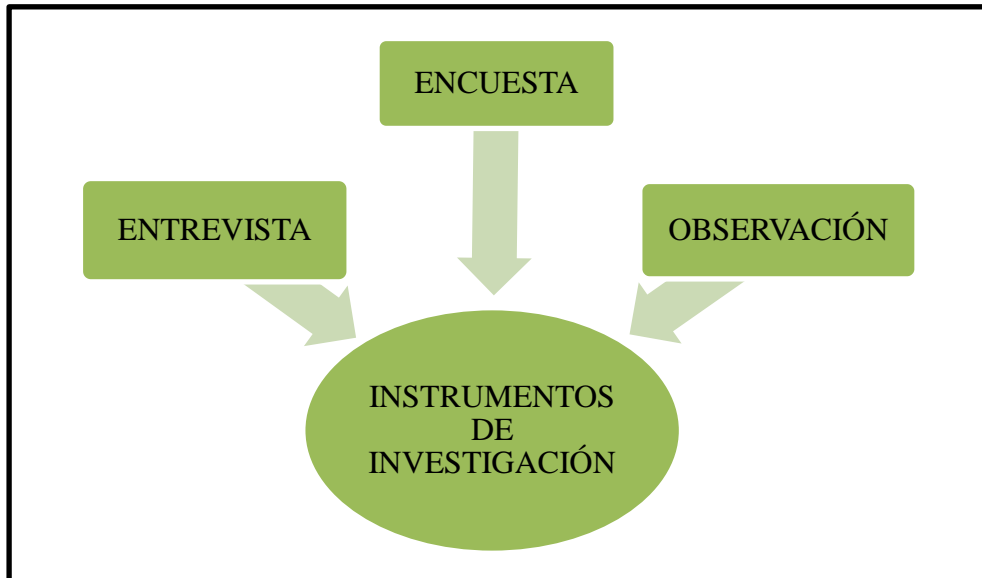 ENCUESTA
ENTREVISTA
OBSERVACIÓN
INSTRUMENTOS
DE
INVESTIGACIÓN